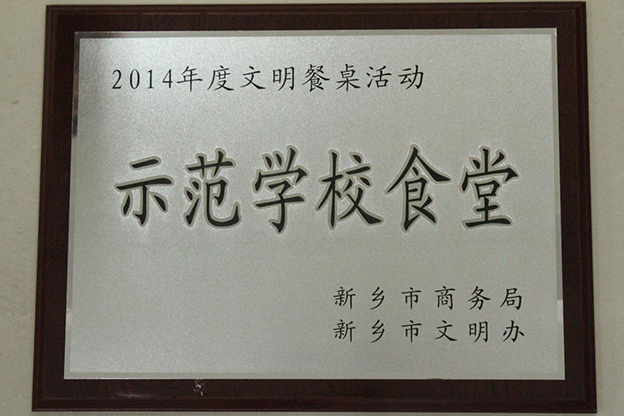 2014年度文明餐桌活动
示范学校食堂
新乡市商务局
新乡市文明办